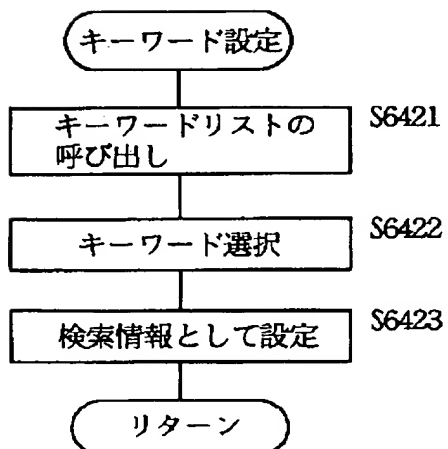 キーワード設定
キーワードリストの
呼び出し
S6421
キーワード選択
S6422
検索情報として設定
S6423
リターン